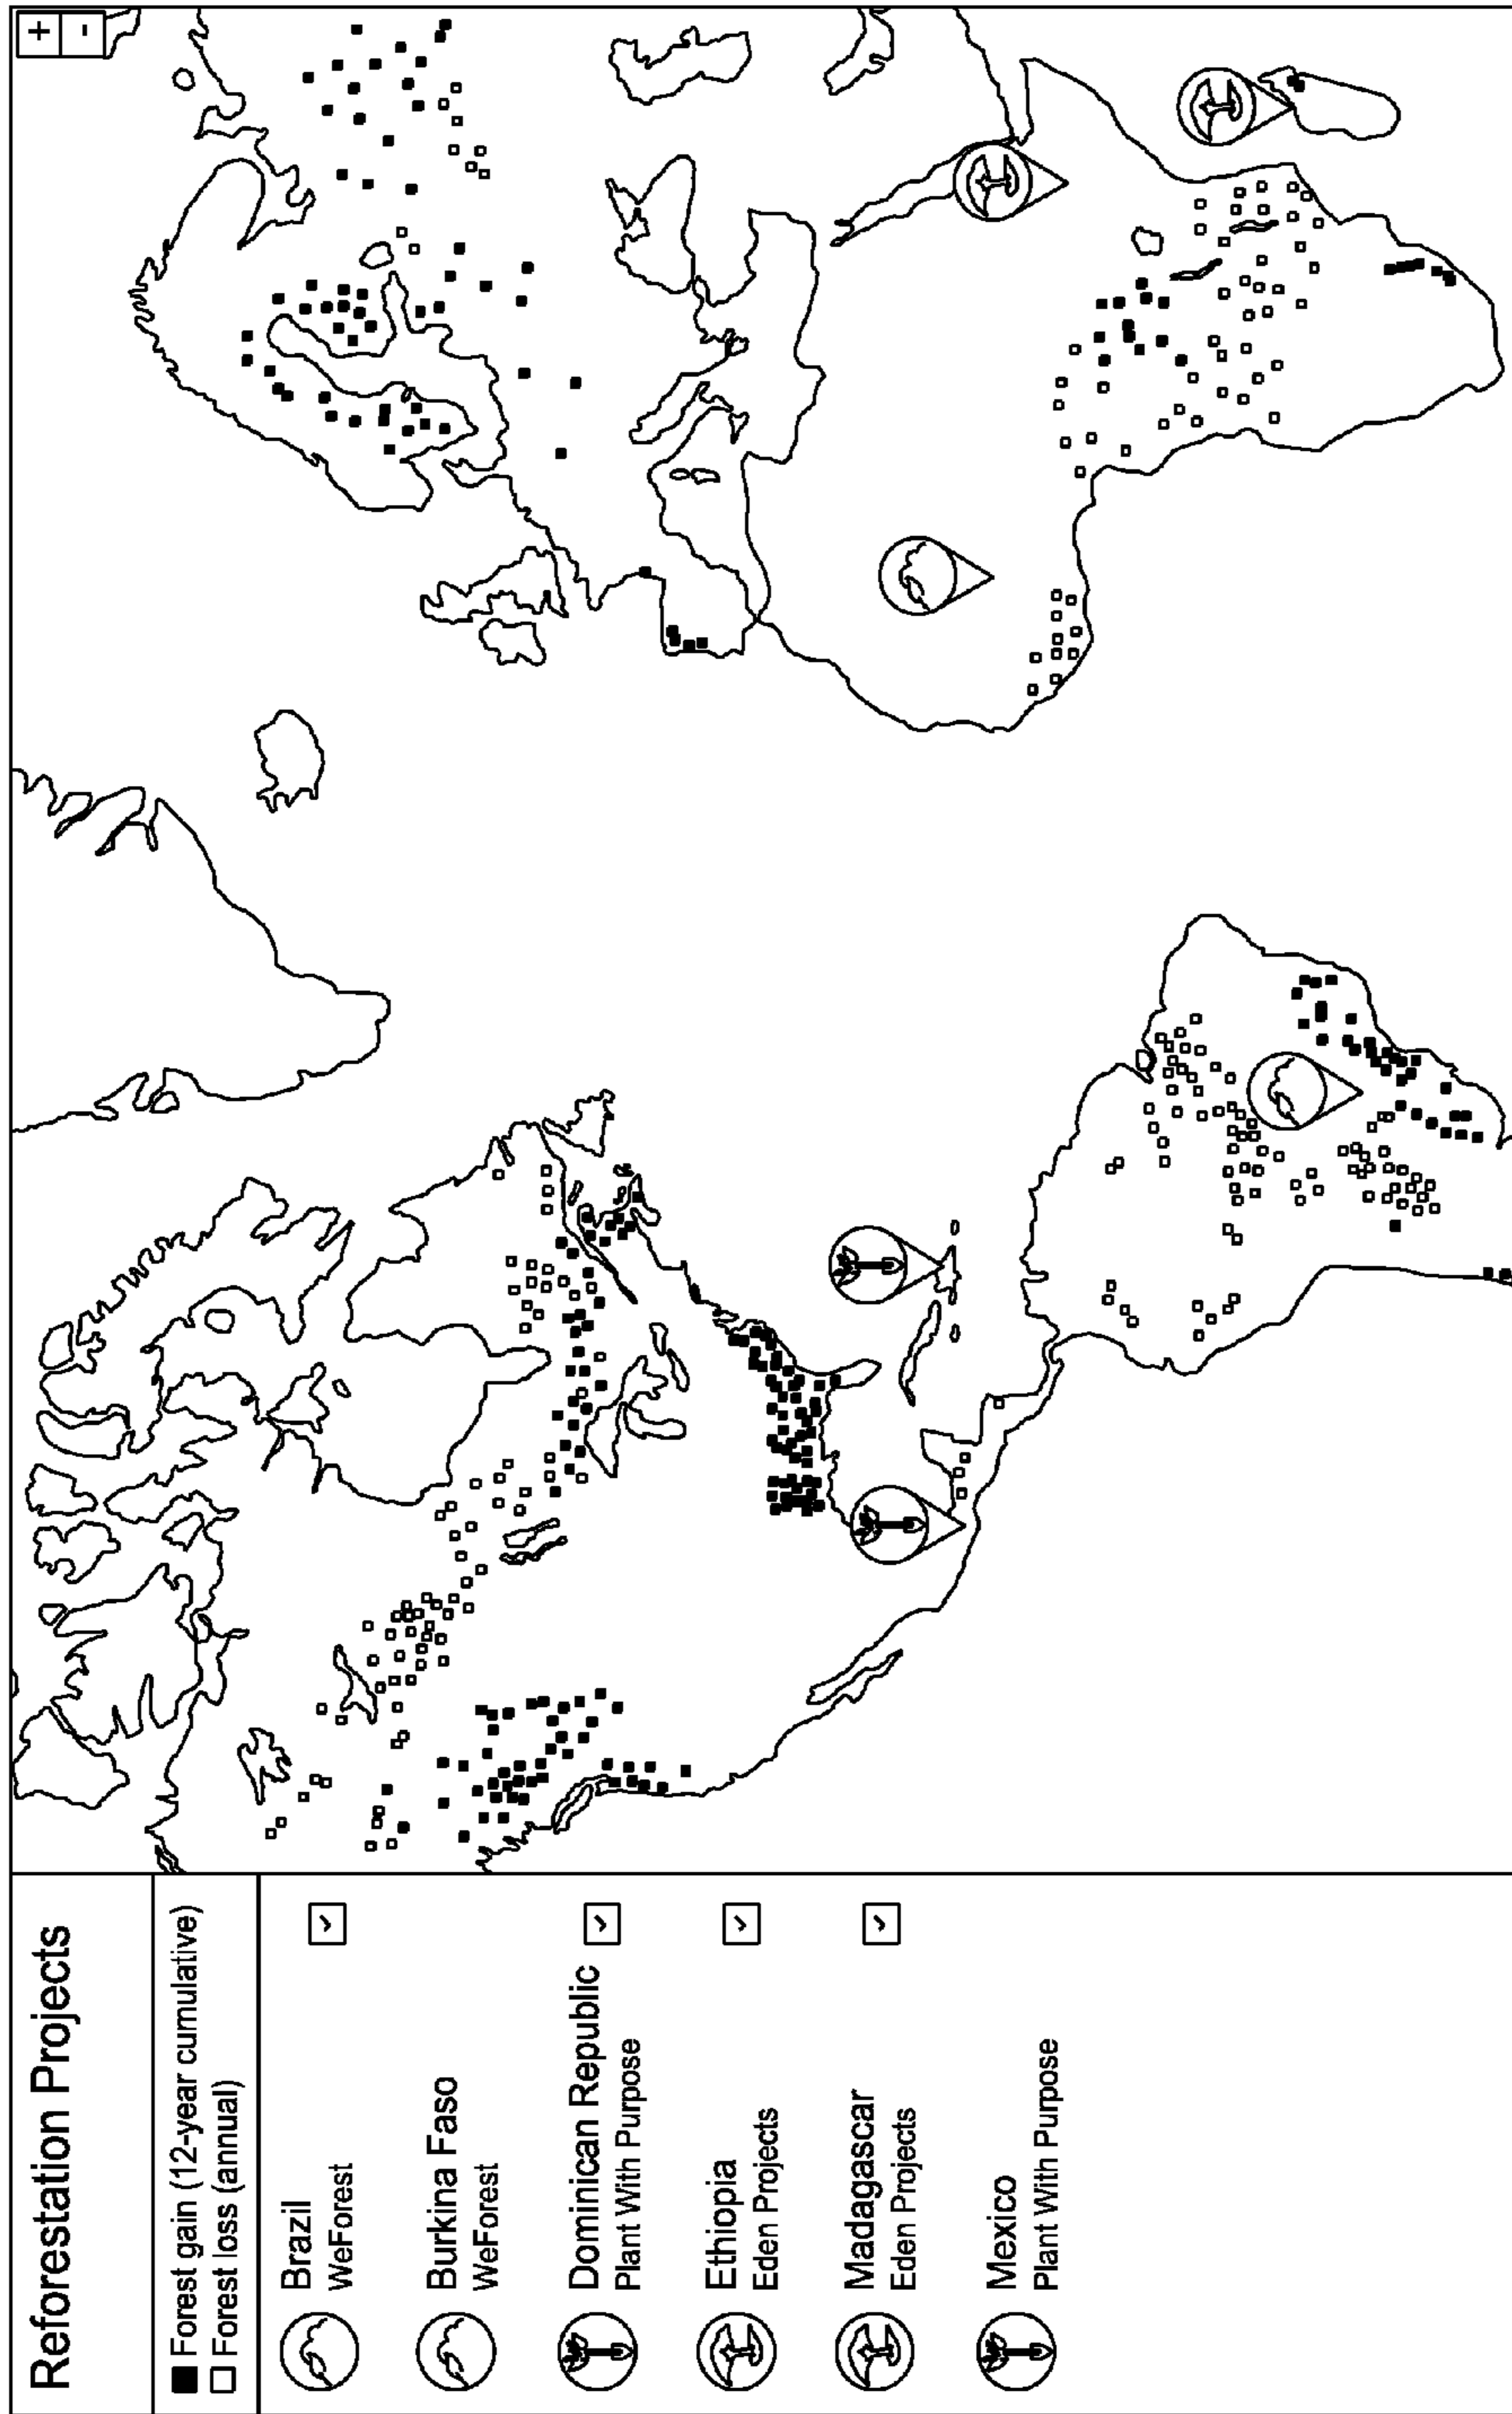 Reforestation Projects
Forest gain (12-year cumulative)
Forest loss (annual)
Brazil
WeForest
Burkina Faso
WeForest
Dominican Republic
Plant With Purpose
Ethiopia
Eden Projects
Madagascar
Eden Projects
Mexico
Plant With Purpose
+
-